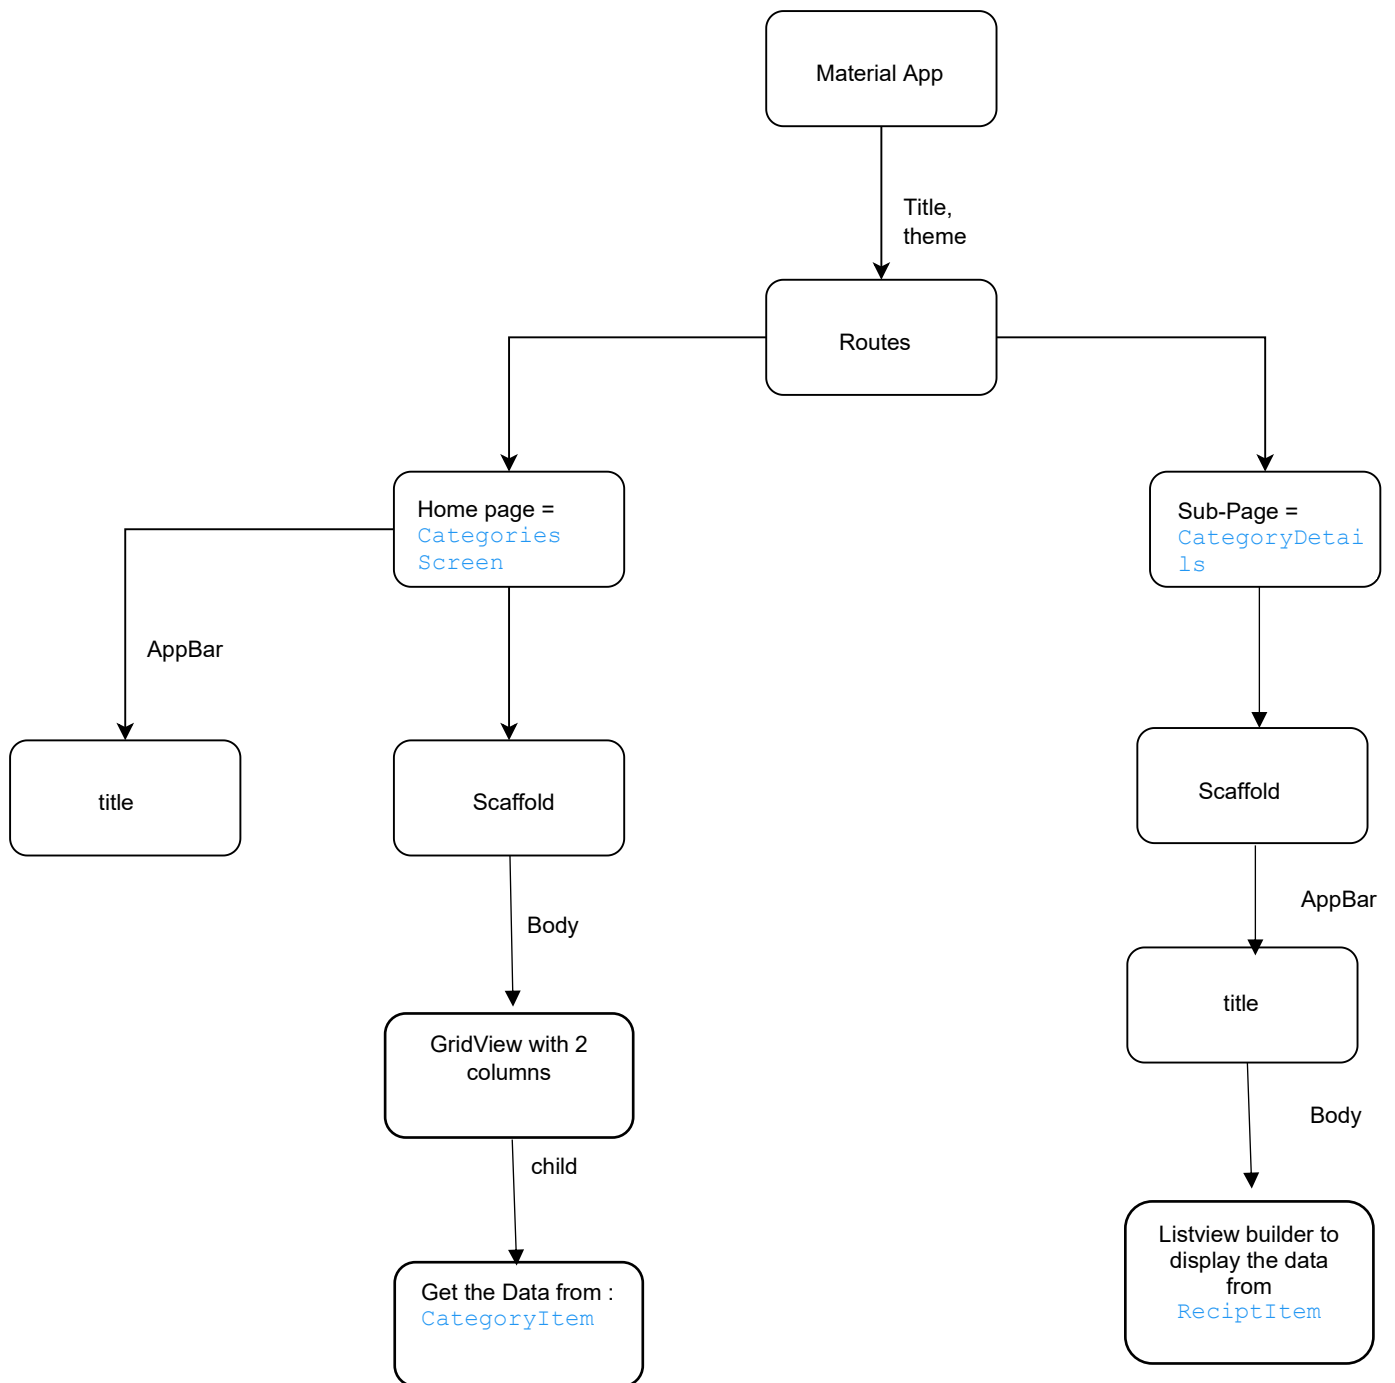 Material App
Title,
theme
Routes
Home page =
Categories
Screen
Sub-Page =
CategoryDetai
ls
AppBar
title
Scaffold
Scaffold
Body
AppBar
title
GridView with 2
columns
Body
child
Listview builder to
display the data
from
ReciptItem
Get the Data from :
CategoryItem